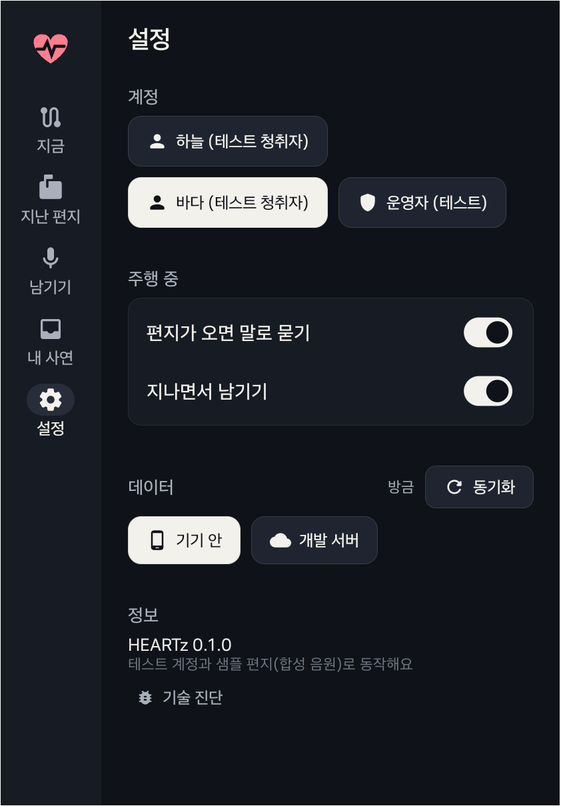 설정
지금
지난 편지
남기기
내 사연
설정
계정
하늘 (테스트 청취자)
바다 (테스트 청취자)
운영자 (테스트)
주행 중
편지가 오면 말로 묻기
지나면서 남기기
데이터
방금
동기화
기기 안
개발 서버
정보
HEARTz 0.1.0
테스트 계정과 샘플 편지(합성 음원)로 동작해요
기술 진단